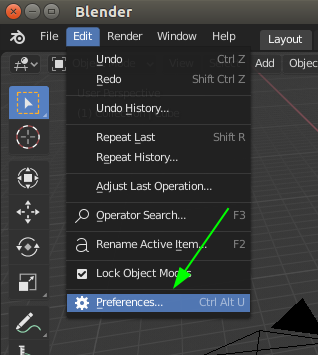 Blender
File Edit Render Window Help Layout
Add Objec
Undo Ctrl Z
Redo Shift Ctrl Z
Undo History...
Repeat Last Shift R
Repeat History...
Adjust Last Operation...
Operator Search... F3
Rename Active Item... F2
Lock Object Modes
Preferences... Ctrl Alt U